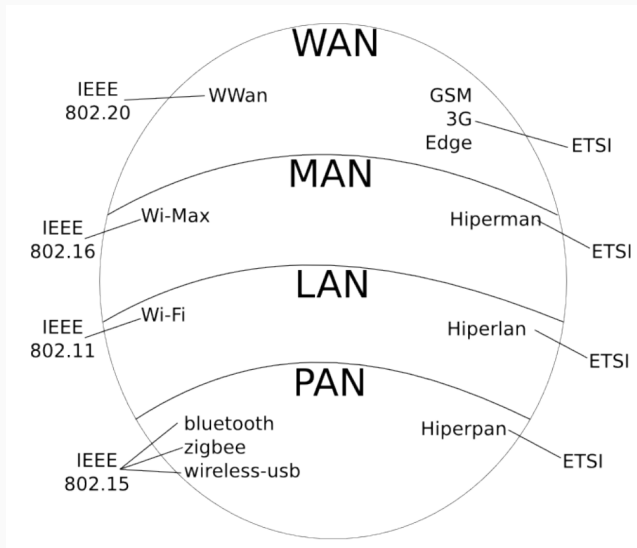 WAN
IEEE
802.20
WWan
GSM
3G
Edge
ETSI
MAN
IEEE
802.16
Wi-Max
Hiperman
ETSI
LAN
IEEE
802.11
Wi-Fi
Hiperlan
ETSI
PAN
IEEE
802.15
bluetooth
zigbee
wireless-usb
Hiperpan
ETSI